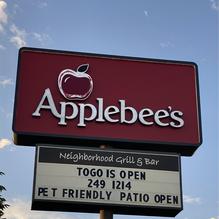 Applebee's
Neighborhood Grill & Bar
TOGO IS OPEN
249 1214
PET FRIENDLY PATIO OPEN